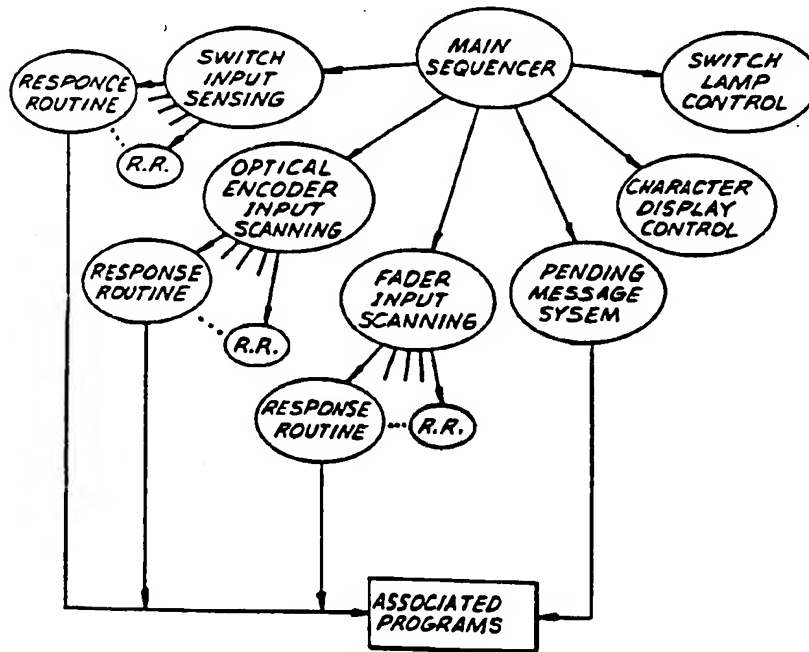 MAIN
SEQUENCER
SWITCH
INPUT
SENSING
SWITCH
LAMP
CONTROL
RESPONCE
ROUTINE
R.R.
OPTICAL
ENCODER
INPUT
SCANNING
CHARACTER
DISPLAY
CONTROL
RESPONSE
ROUTINE
R.R.
FADER
INPUT
SCANNING
PENDING
MESSAGE
SYSEM
RESPONSE
ROUTINE
R.R.
ASSOCIATED
PROGRAMS